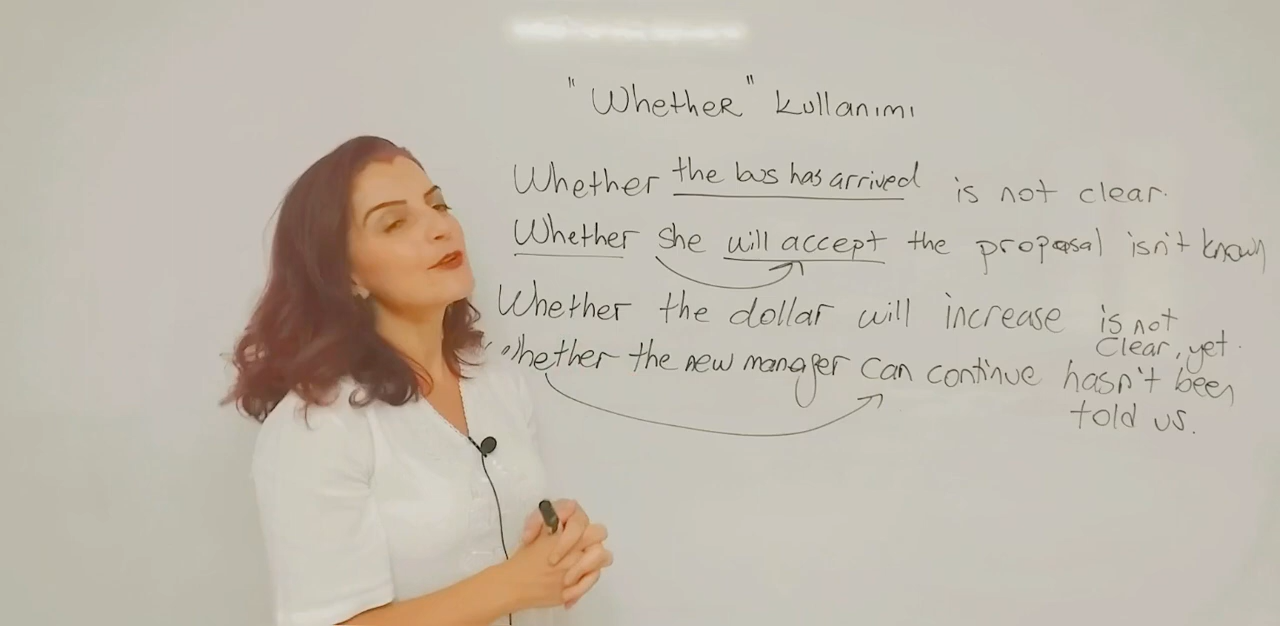 "Whether" kullanımı
Whether the bus has arrived is not clear.
Whether she will accept the proposal isn't known
Whether the dollar will increase is not
clear, yet.
Whether the new manager can continue hasn't been
told us.